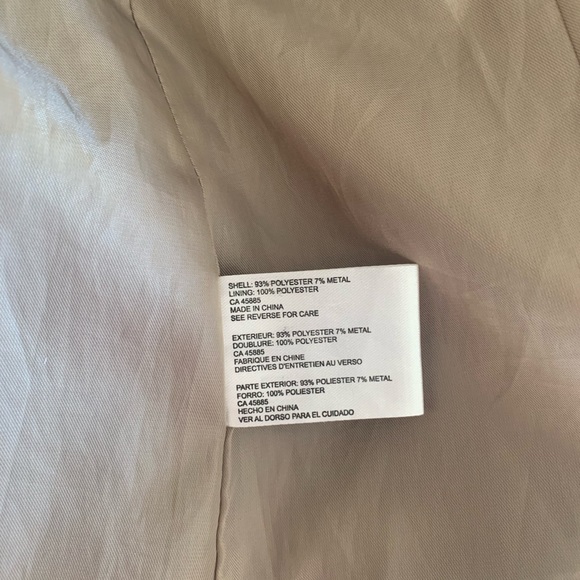 SHELL: 93% POLYESTER 7% METAL
LINING: 100% POLYESTER
CA 45885
MADE IN CHINA
SEE REVERSE FOR CARE
EXTERIEUR: 93% POLYESTER 7% METAL
DOUBLURE: 100% POLYESTER
CA 45885
FABRIQUE EN CHINE
DIRECTIVES D'ENTRETIEN AU VERSO
PARTE EXTERIOR: 93% POLIESTER 7% METAL
FORRO: 100% POLIESTER
CA 45885
HECHO EN CHINA
VER AL DORSO PARA EL CUIDADO